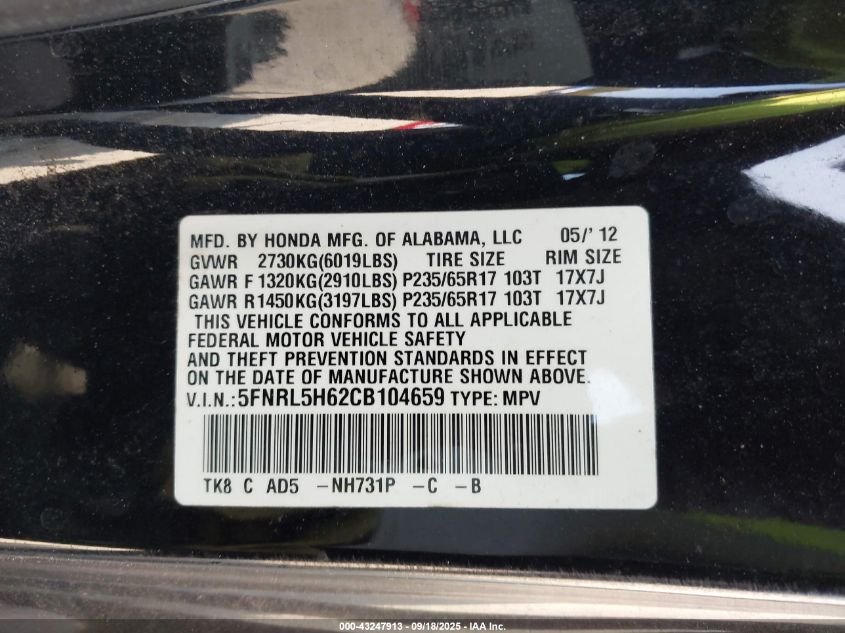 MFD. BY HONDA MFG. OF ALABAMA, LLC 05/' 12
GVWR 2730KG(6019LBS) TIRE SIZE RIM SIZE
GAWR F 1320KG(2910LBS) P235/65R17 103T 17X7J
GAWR R1450KG(3197LBS) P235/65R17 103T 17X7J
THIS VEHICLE CONFORMS TO ALL APPLICABLE
FEDERAL MOTOR VEHICLE SAFETY
AND THEFT PREVENTION STANDARDS IN EFFECT
ON THE DATE OF MANUFACTURE SHOWN ABOVE.
V.I.N.: 5FNRL5H62CB104659 TYPE: MPV
TK8 C AD5 -NH731P -C -B
000-43247913 - 09/18/2025 - IAA Inc.